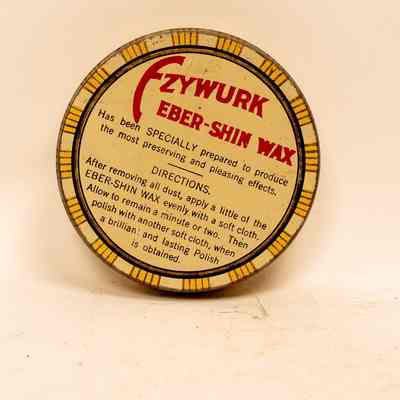 EZYWURK
EBER-SHIN WAX
Has been SPECIALLY prepared to produce
the most preserving and pleasing effects.
DIRECTIONS.
After removing all dust, apply a little of the
EBER-SHIN WAX evenly with a soft cloth.
Allow to remain a minute or two. Then
polish with another soft cloth, when
a brilliant and lasting Polish
is obtained.